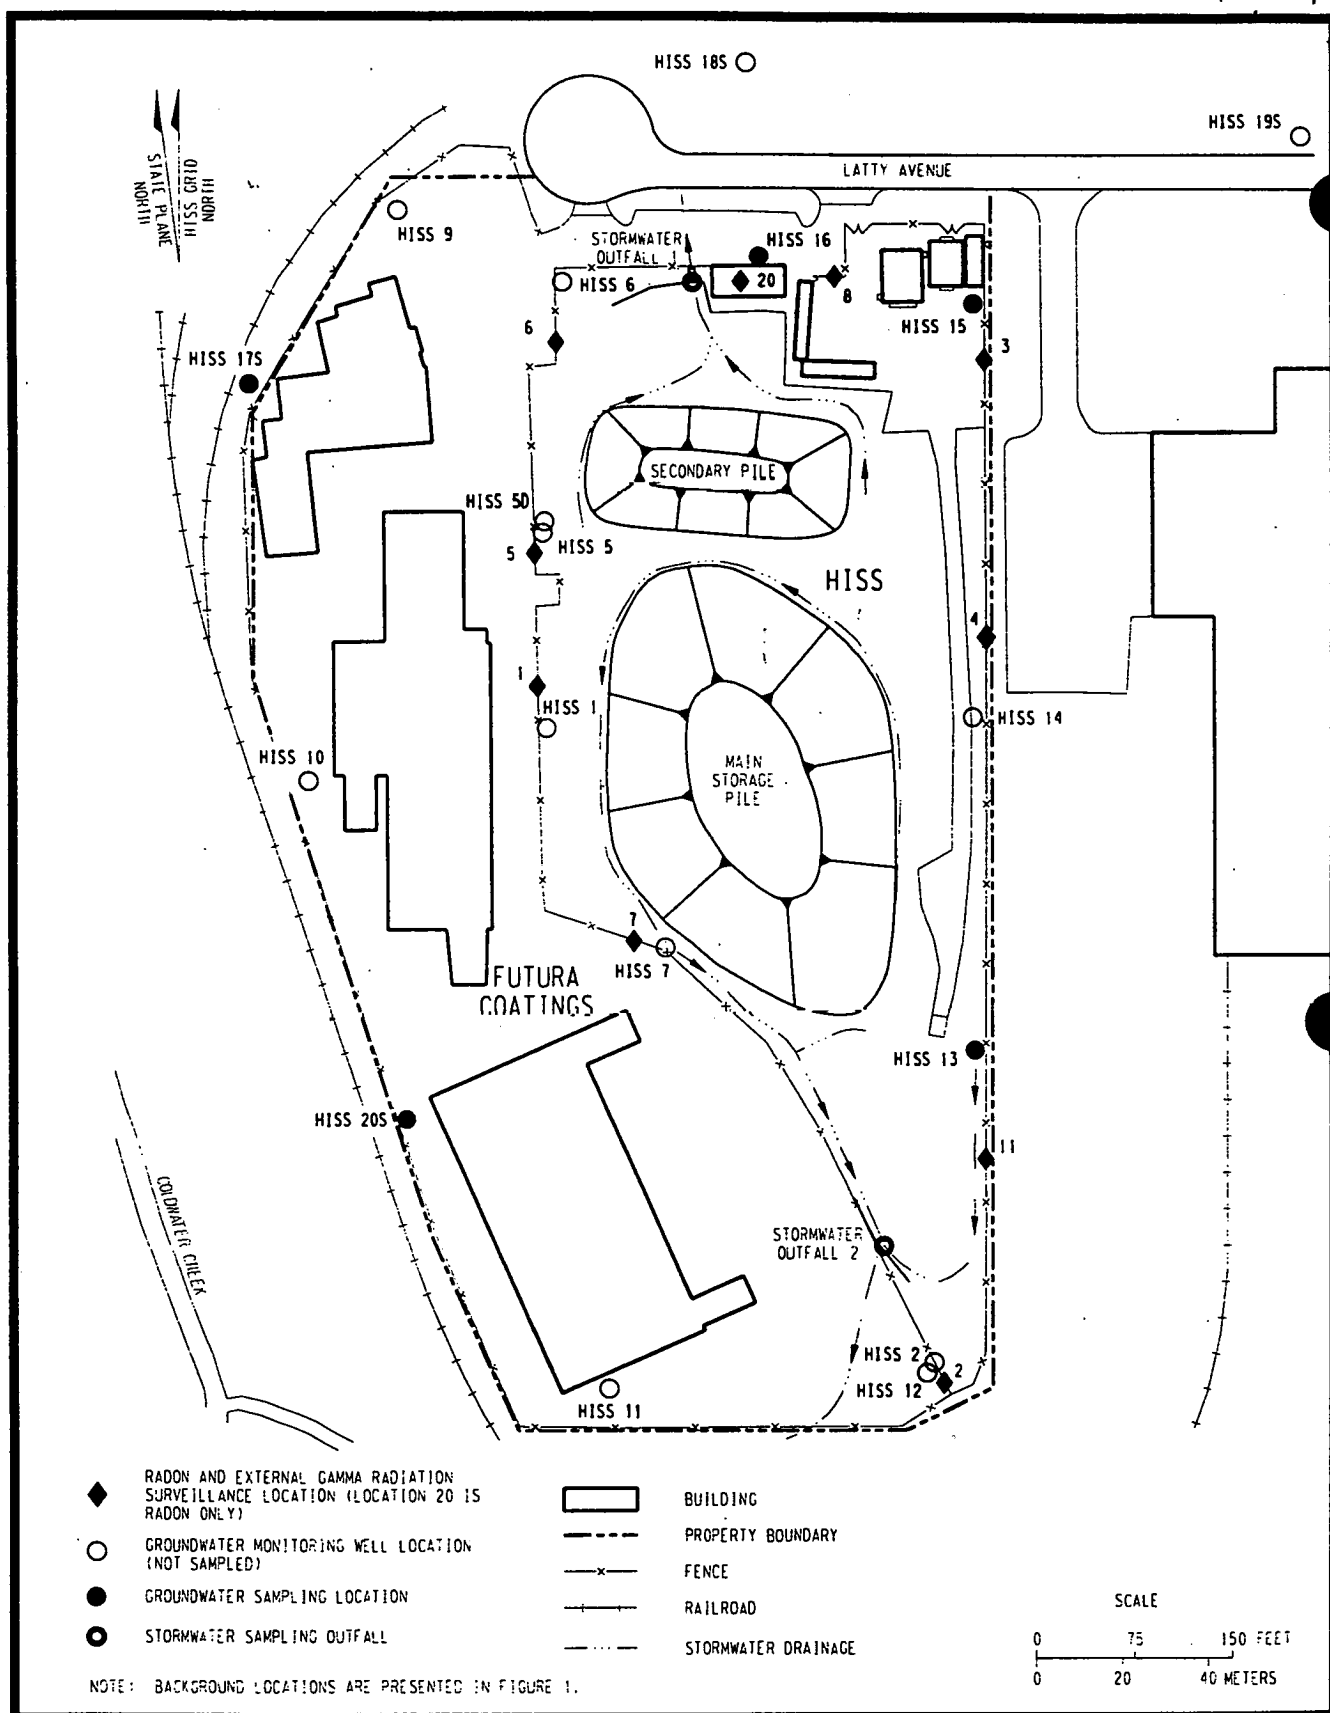 HISS 18S
HISS 19S
LATTY AVENUE
STATE PLANE
NORTH
HISS GRID
NORTH
HISS 9
STORMWATER
OUTFALL 1
HISS 16
HISS 6
20
8
HISS 15
6
3
HISS 17S
SECONDARY PILE
HISS 5D
HISS 5
5
HISS
4
1
HISS 1
HISS 14
HISS 10
MAIN
STORAGE
PILE
7
HISS 7
FUTURA
COATINGS
HISS 13
HISS 20S
11
COLDWATER CREEK
STORMWATER
OUTFALL 2
HISS 2
2
HISS 12
HISS 11
RADON AND EXTERNAL GAMMA RADIATION
SURVEILLANCE LOCATION (LOCATION 20 IS
RADON ONLY)
GROUNDWATER MONITORING WELL LOCATION
(NOT SAMPLED)
GROUNDWATER SAMPLING LOCATION
STORMWATER SAMPLING OUTFALL
BUILDING
PROPERTY BOUNDARY
FENCE
RAILROAD
STORMWATER DRAINAGE
SCALE
0 75 150 FEET
0 20 40 METERS
NOTE: BACKGROUND LOCATIONS ARE PRESENTED IN FIGURE 1.